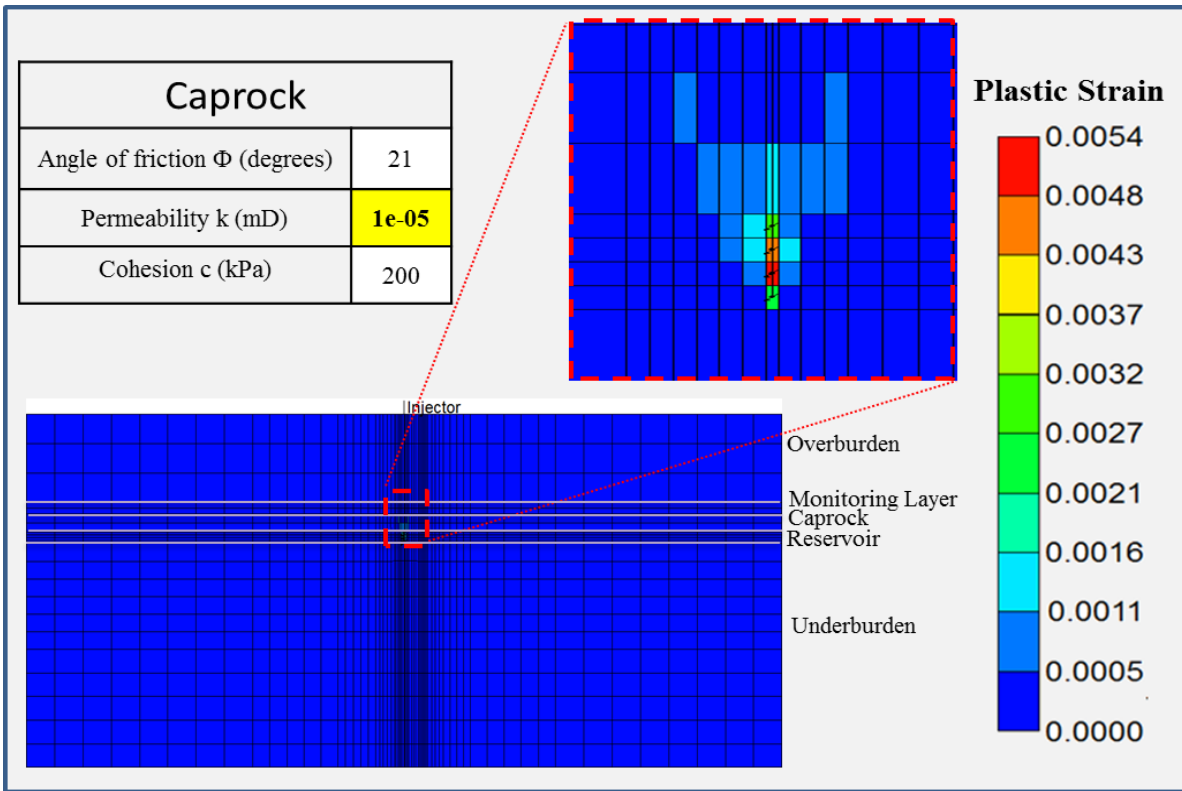 Caprock
Angle of friction Φ (degrees) 21
Permeability k (mD) 1e-05
Cohesion c (kPa) 200
Plastic Strain
0.0054
0.0048
0.0043
0.0037
0.0032
0.0027
0.0021
0.0016
0.0011
0.0005
0.0000
Injector
Overburden
Monitoring Layer
Caprock
Reservoir
Underburden